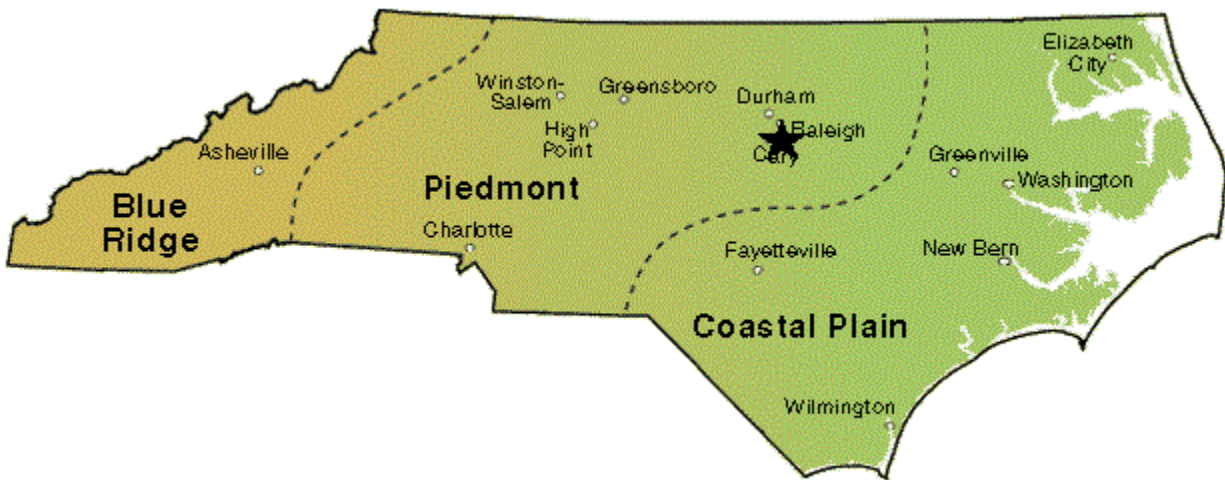 Elizabeth
City
Winston-
Salem
Greensboro
Durham
High
Point
Raleigh
Cary
Asheville
Greenville
Washington
Piedmont
Blue
Ridge
Charlotte
Fayetteville
New Bern
Coastal Plain
Wilmington